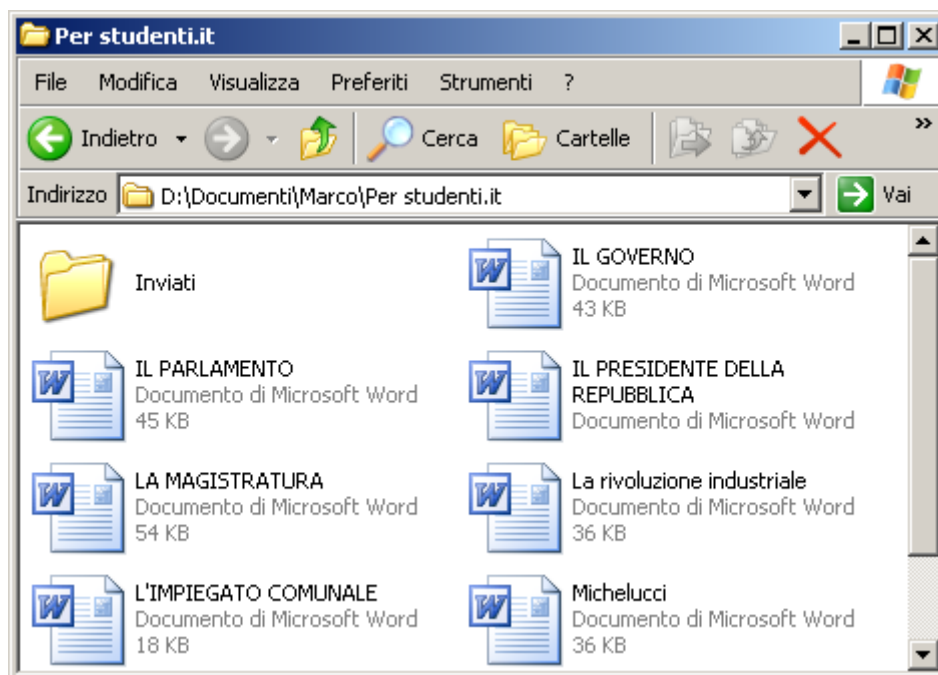 Per studenti.it
File Modifica Visualizza Preferiti Strumenti ?
Indietro Cerca Cartelle »
Indirizzo D:\Documenti\Marco\Per studenti.it Vai
Inviati
IL GOVERNO
Documento di Microsoft Word
43 KB
IL PARLAMENTO
Documento di Microsoft Word
45 KB
IL PRESIDENTE DELLA
REPUBBLICA
Documento di Microsoft Word
LA MAGISTRATURA
Documento di Microsoft Word
54 KB
La rivoluzione industriale
Documento di Microsoft Word
36 KB
L'IMPIEGATO COMUNALE
Documento di Microsoft Word
18 KB
Michelucci
Documento di Microsoft Word
36 KB